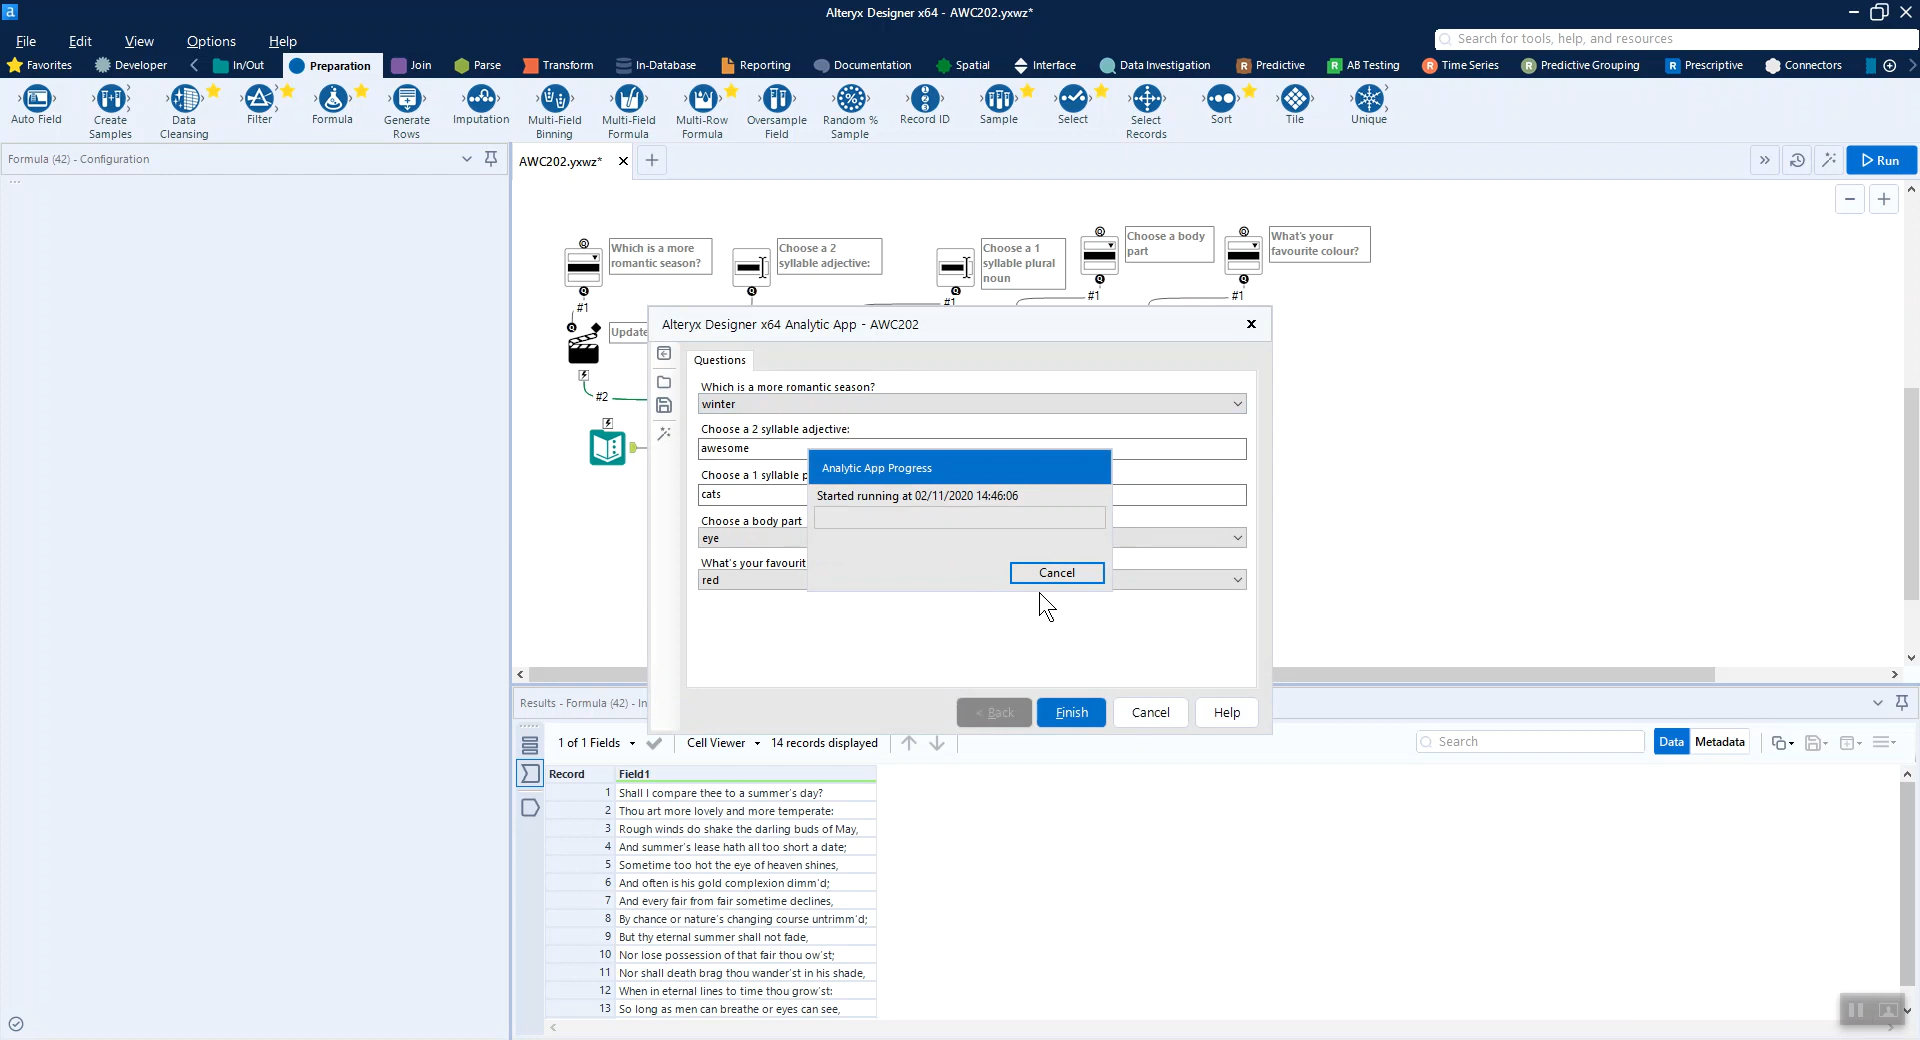 Alteryx Designer x64 - AWC202.yxwz*
File Edit View Options Help
Search for tools, help, and resources
Favorites Developer In/Out Preparation Join Parse Transform In-Database Reporting Documentation Spatial Interface Data Investigation Predictive AB Testing Time Series Predictive Grouping Prescriptive Connectors
Auto Field
Create Samples
Data Cleansing
Filter
Formula
Generate Rows
Imputation
Multi-Field Binning
Multi-Field Formula
Multi-Row Formula
Oversample Field
Random % Sample
Record ID
Sample
Select
Select Records
Sort
Tile
Unique
Formula (42) - Configuration
AWC202.yxwz*
Run
Which is a more
romantic season?
Choose a 2
syllable adjective:
Choose a 1
syllable plural
noun
Choose a body
part
What's your
favourite colour?
#1
#1
#1
#1
Update
#2
Alteryx Designer x64 Analytic App - AWC202
Questions
Which is a more romantic season?
winter
Choose a 2 syllable adjective:
awesome
Choose a 1 syllable p
cats
Choose a body part
eye
What's your favourit
red
Analytic App Progress
Started running at 02/11/2020 14:46:06
Cancel
< Back Finish Cancel Help
Results - Formula (42) - In
1 of 1 Fields Cell Viewer 14 records displayed
Search
Data Metadata
Record Field1
1 Shall I compare thee to a summer's day?
2 Thou art more lovely and more temperate:
3 Rough winds do shake the darling buds of May,
4 And summer's lease hath all too short a date;
5 Sometime too hot the eye of heaven shines,
6 And often is his gold complexion dimm'd;
7 And every fair from fair sometime declines,
8 By chance or nature's changing course untrimm'd;
9 But thy eternal summer shall not fade,
10 Nor lose possession of that fair thou ow'st;
11 Nor shall death brag thou wander'st in his shade,
12 When in eternal lines to time thou grow'st:
13 So long as men can breathe or eyes can see,